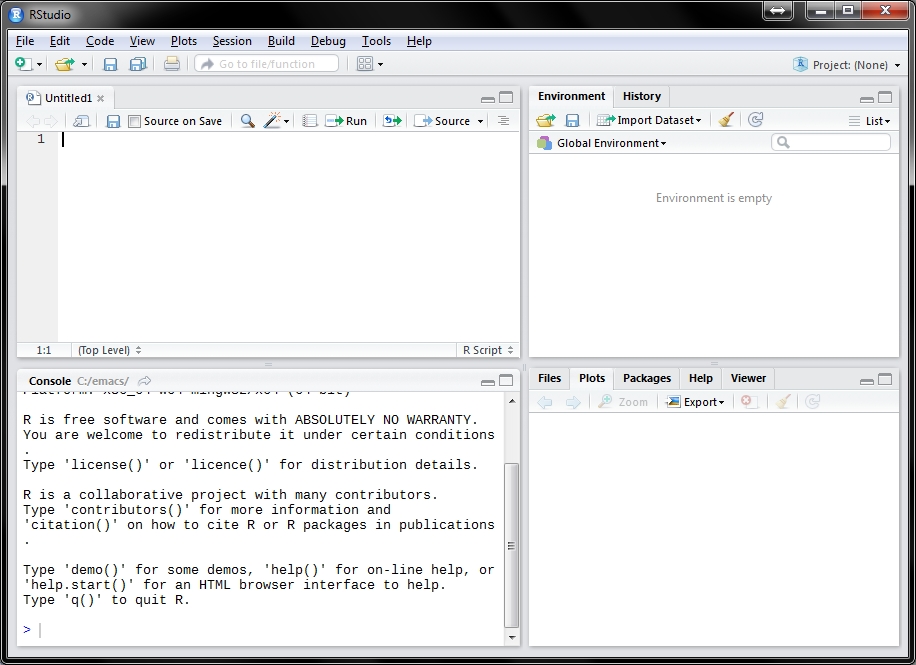 RStudio
File Edit Code View Plots Session Build Debug Tools Help
Go to file/function Project: (None)
Untitled1
Source on Save Run Source
1
1:1 (Top Level) R Script
Environment History
Import Dataset List
Global Environment
Environment is empty
Console C:/emacs/
R is free software and comes with ABSOLUTELY NO WARRANTY.
You are welcome to redistribute it under certain conditions
.
Type 'license()' or 'licence()' for distribution details.
R is a collaborative project with many contributors.
Type 'contributors()' for more information and
'citation()' on how to cite R or R packages in publications
.
Type 'demo()' for some demos, 'help()' for on-line help, or
'help.start()' for an HTML browser interface to help.
Type 'q()' to quit R.
>
Files Plots Packages Help Viewer
Zoom Export